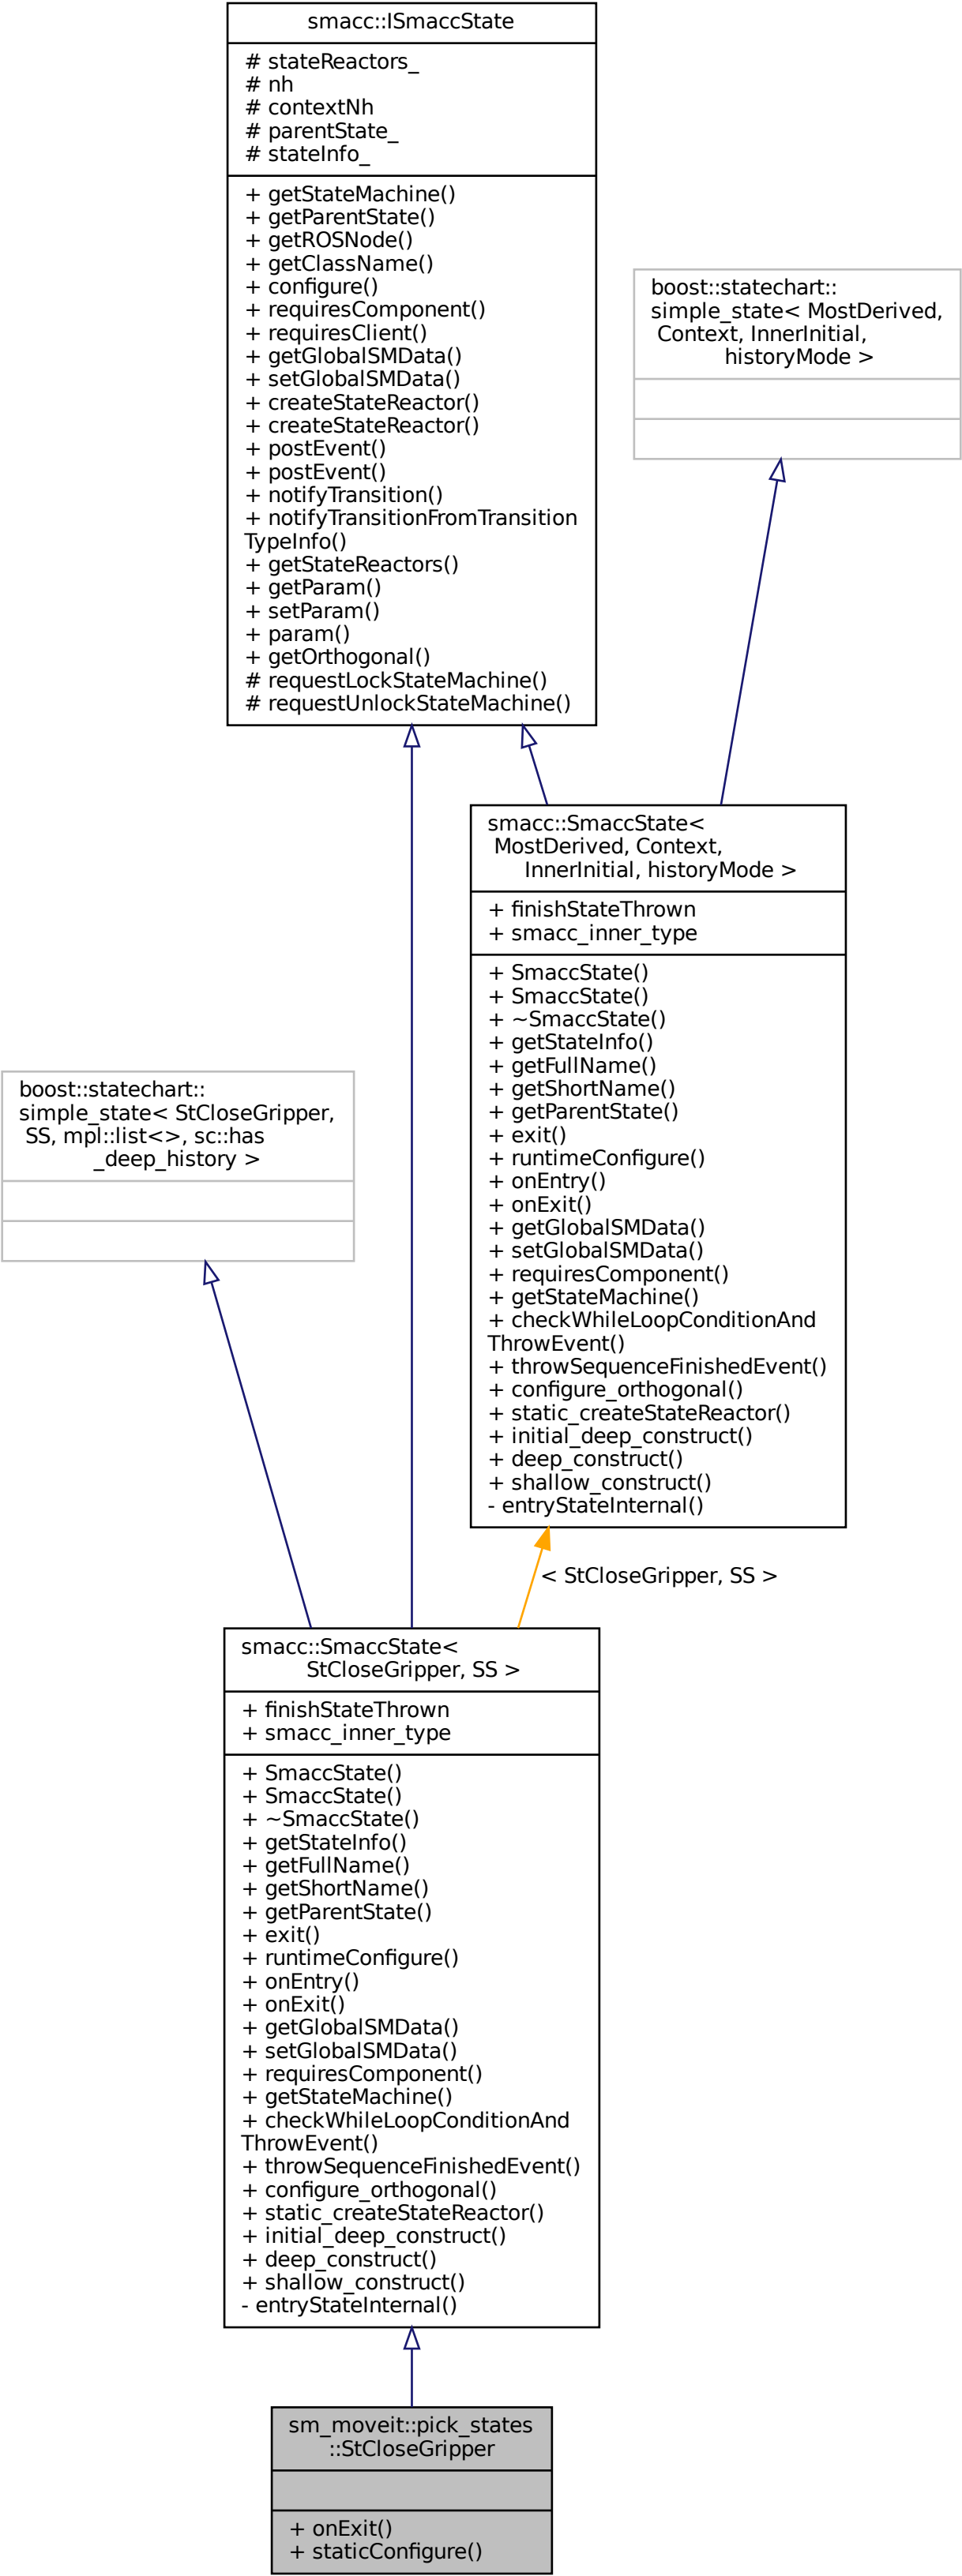 smacc::ISmaccState
# stateReactors_
# nh
# contextNh
# parentState_
# stateInfo_
+ getStateMachine()
+ getParentState()
+ getROSNode()
+ getClassName()
+ configure()
+ requiresComponent()
+ requiresClient()
+ getGlobalSMData()
+ setGlobalSMData()
+ createStateReactor()
+ createStateReactor()
+ postEvent()
+ postEvent()
+ notifyTransition()
+ notifyTransitionFromTransition
TypeInfo()
+ getStateReactors()
+ getParam()
+ setParam()
+ param()
+ getOrthogonal()
# requestLockStateMachine()
# requestUnlockStateMachine()
boost::statechart::
simple_state< MostDerived,
Context, InnerInitial,
historyMode >
smacc::SmaccState<
MostDerived, Context,
InnerInitial, historyMode >
+ finishStateThrown
+ smacc_inner_type
+ SmaccState()
+ SmaccState()
+ ~SmaccState()
+ getStateInfo()
+ getFullName()
+ getShortName()
+ getParentState()
+ exit()
+ runtimeConfigure()
+ onEntry()
+ onExit()
+ getGlobalSMData()
+ setGlobalSMData()
+ requiresComponent()
+ getStateMachine()
+ checkWhileLoopConditionAnd
ThrowEvent()
+ throwSequenceFinishedEvent()
+ configure_orthogonal()
+ static_createStateReactor()
+ initial_deep_construct()
+ deep_construct()
+ shallow_construct()
- entryStateInternal()
boost::statechart::
simple_state< StCloseGripper,
SS, mpl::list<>, sc::has
_deep_history >
< StCloseGripper, SS >
smacc::SmaccState<
StCloseGripper, SS >
+ finishStateThrown
+ smacc_inner_type
+ SmaccState()
+ SmaccState()
+ ~SmaccState()
+ getStateInfo()
+ getFullName()
+ getShortName()
+ getParentState()
+ exit()
+ runtimeConfigure()
+ onEntry()
+ onExit()
+ getGlobalSMData()
+ setGlobalSMData()
+ requiresComponent()
+ getStateMachine()
+ checkWhileLoopConditionAnd
ThrowEvent()
+ throwSequenceFinishedEvent()
+ configure_orthogonal()
+ static_createStateReactor()
+ initial_deep_construct()
+ deep_construct()
+ shallow_construct()
- entryStateInternal()
sm_moveit::pick_states
::StCloseGripper
+ onExit()
+ staticConfigure()